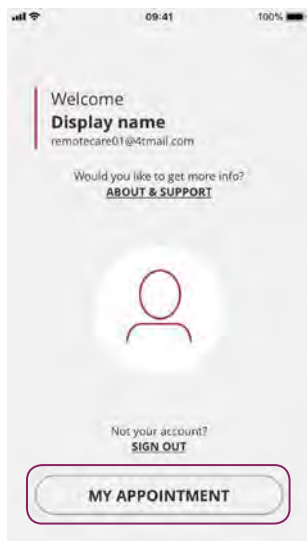 09:41
100%
Welcome
Display name
remotecare01@4tmail.com
Would you like to get more info?
ABOUT & SUPPORT
Not your account?
SIGN OUT
MY APPOINTMENT